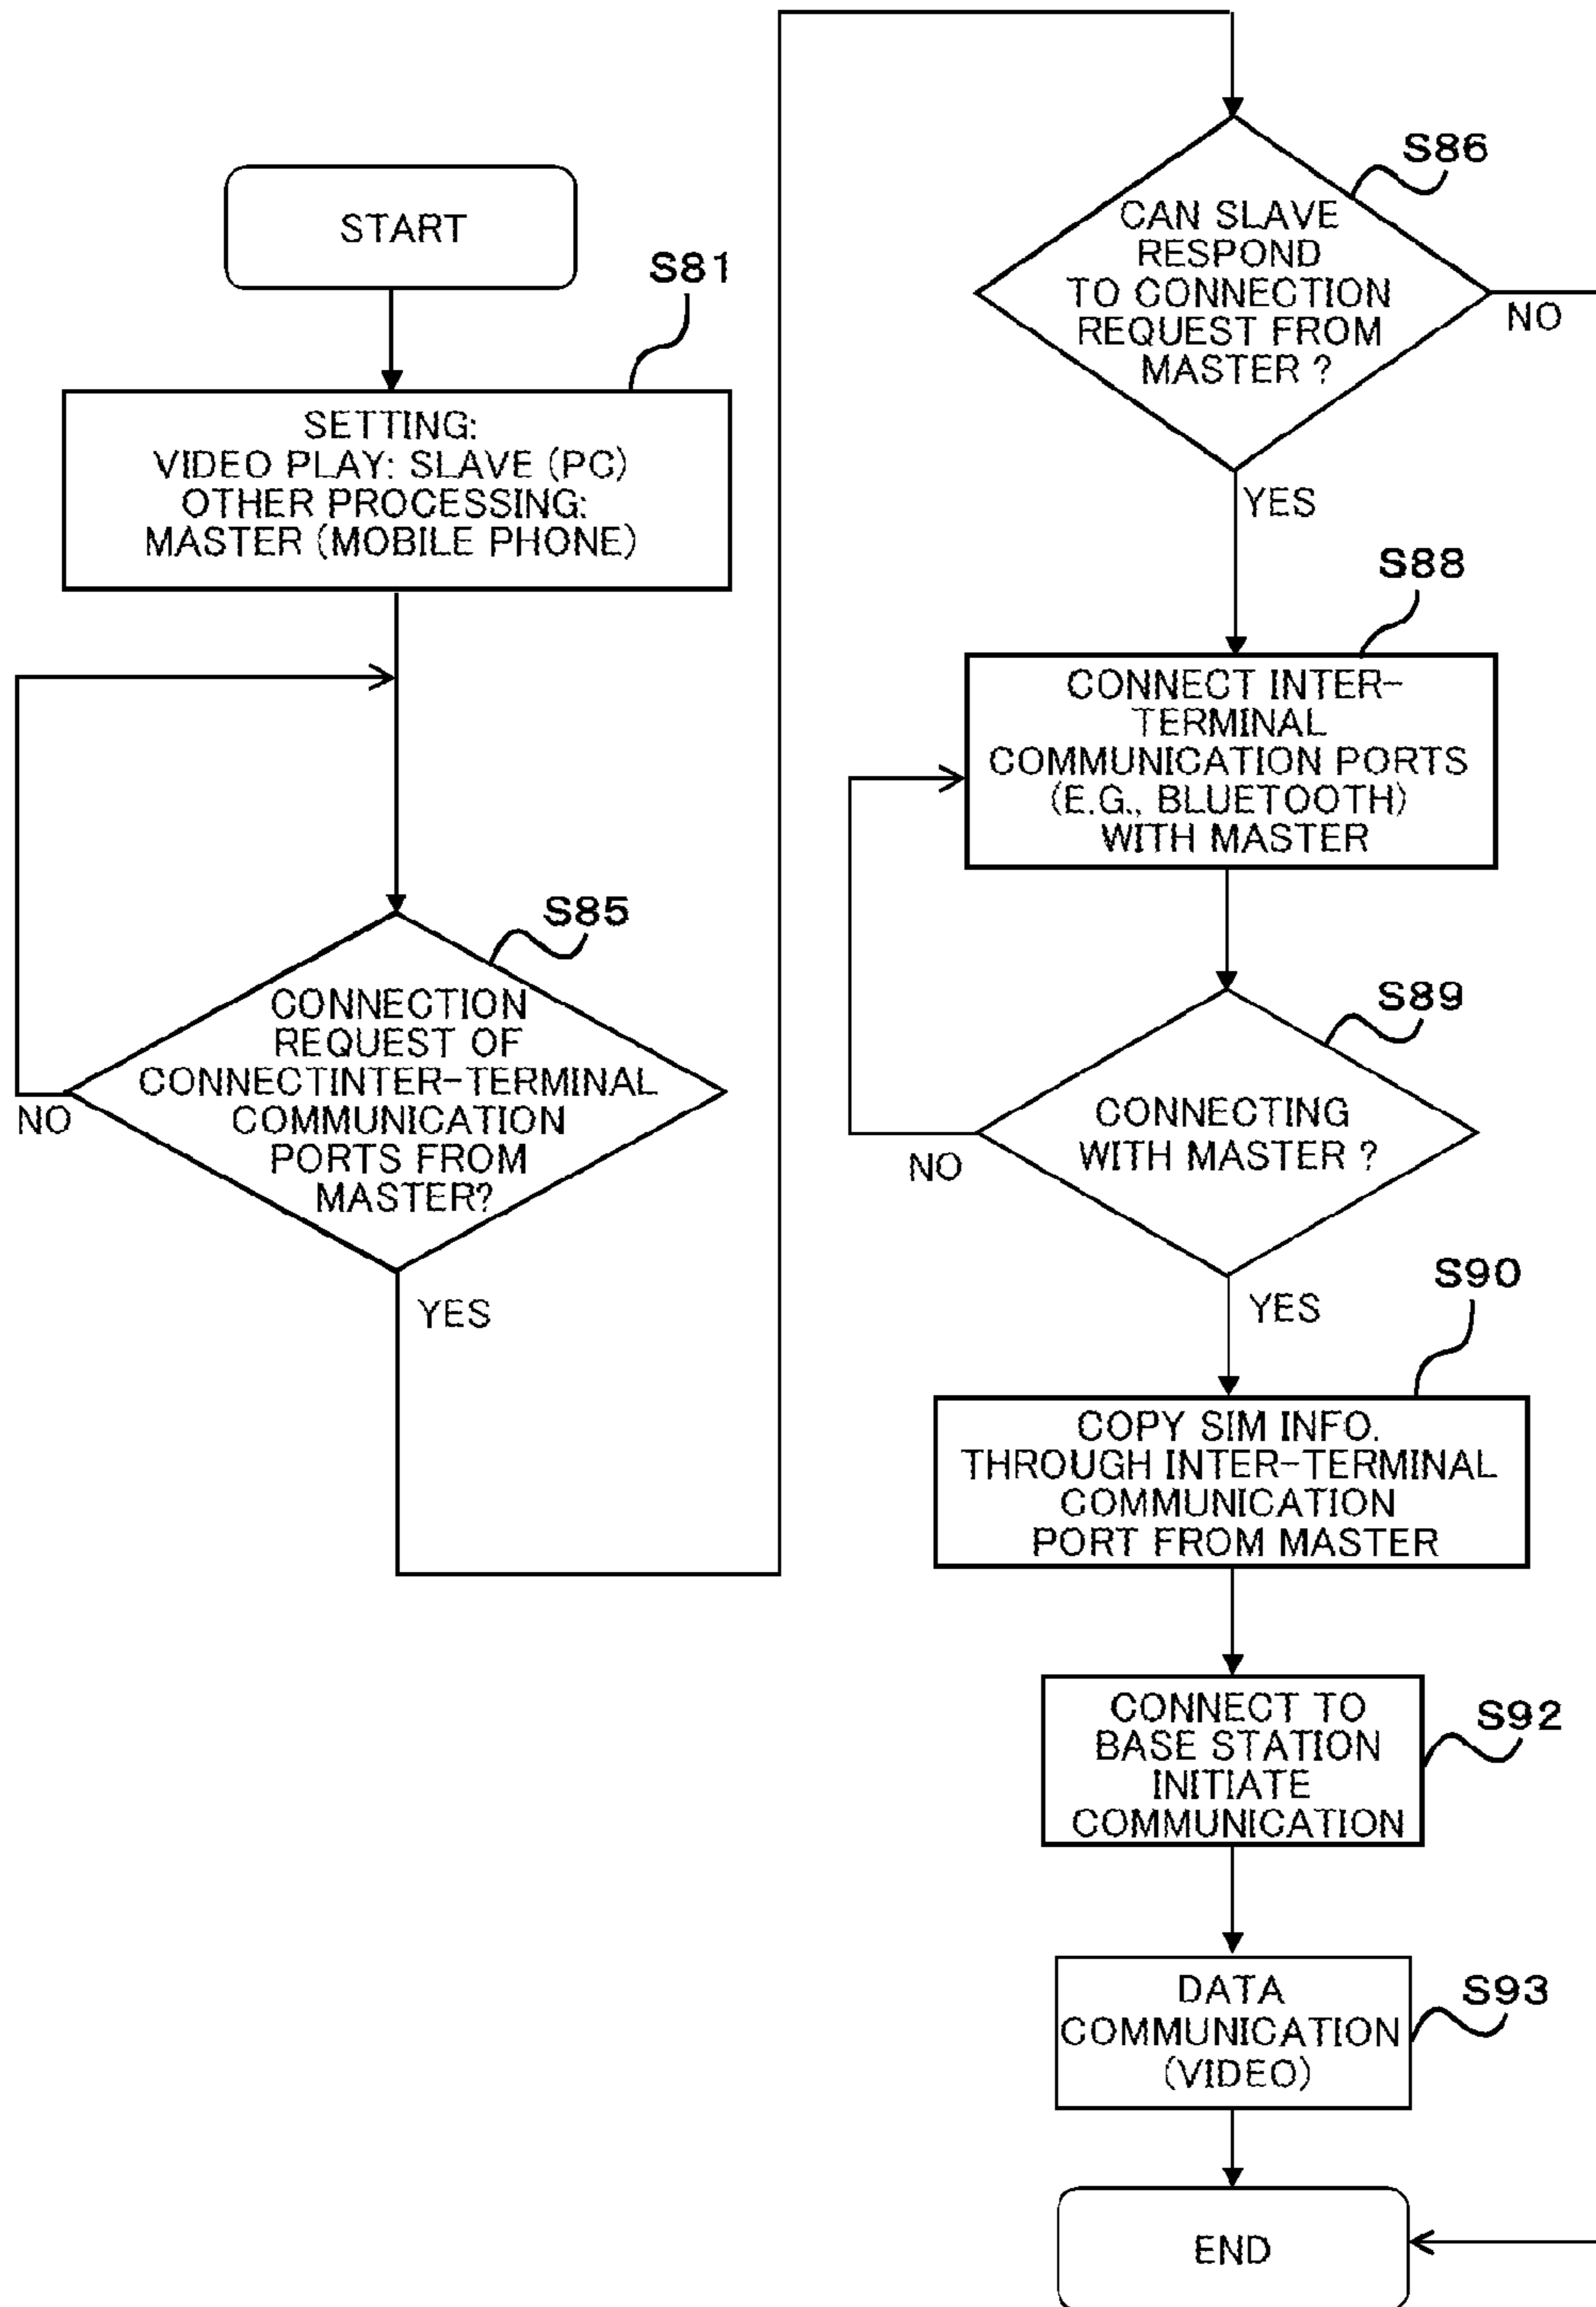 START
S81
SETTING:
VIDEO PLAY: SLAVE (PC)
OTHER PROCESSING:
MASTER (MOBILE PHONE)
S85
CONNECTION
REQUEST OF
CONNECTINTER-TERMINAL
COMMUNICATION
PORTS FROM
MASTER?
NO
YES
S86
CAN SLAVE
RESPOND
TO CONNECTION
REQUEST FROM
MASTER ?
NO
YES
S88
CONNECT INTER-
TERMINAL
COMMUNICATION PORTS
(E.G., BLUETOOTH)
WITH MASTER
S89
CONNECTING
WITH MASTER ?
NO
YES
S90
COPY SIM INFO.
THROUGH INTER-TERMINAL
COMMUNICATION
PORT FROM MASTER
S92
CONNECT TO
BASE STATION
INITIATE
COMMUNICATION
S93
DATA
COMMUNICATION
(VIDEO)
END